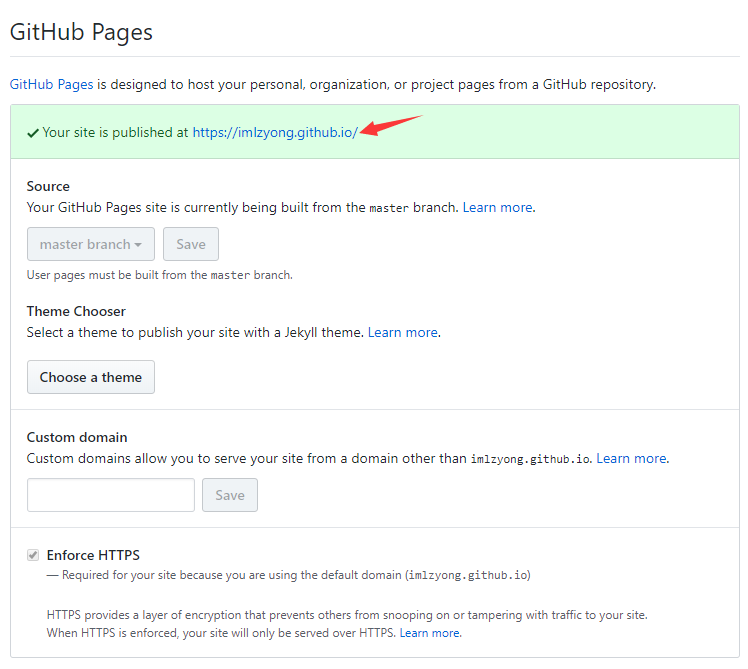 GitHub Pages
GitHub Pages is designed to host your personal, organization, or project pages from a GitHub repository.
Your site is published at https://imlzyong.github.io/
Source
Your GitHub Pages site is currently being built from the master branch. Learn more.
master branch Save
User pages must be built from the master branch.
Theme Chooser
Select a theme to publish your site with a Jekyll theme. Learn more.
Choose a theme
Custom domain
Custom domains allow you to serve your site from a domain other than imlzyong.github.io. Learn more.
Save
Enforce HTTPS
— Required for your site because you are using the default domain (imlzyong.github.io)
HTTPS provides a layer of encryption that prevents others from snooping on or tampering with traffic to your site.
When HTTPS is enforced, your site will only be served over HTTPS. Learn more.